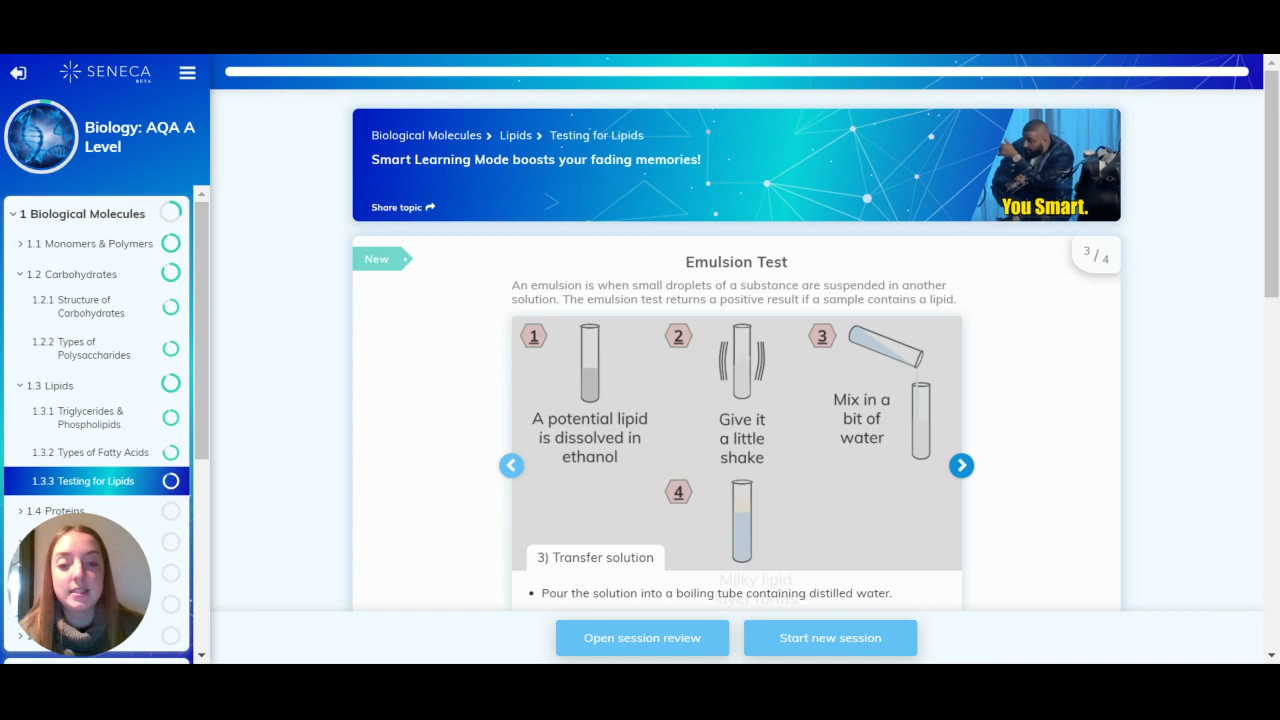 SENECA
BETA
Biology: AQA A
Level
1 Biological Molecules
1.1 Monomers & Polymers
1.2 Carbohydrates
1.2.1 Structure of
Carbohydrates
1.2.2 Types of
Polysaccharides
1.3 Lipids
1.3.1 Triglycerides &
Phospholipids
1.3.2 Types of Fatty Acids
1.3.3 Testing for Lipids
1.4 Proteins
Biological Molecules > Lipids > Testing for Lipids
Smart Learning Mode boosts your fading memories!
Share topic
You Smart.
New
3 / 4
Emulsion Test
An emulsion is when small droplets of a substance are suspended in another
solution. The emulsion test returns a positive result if a sample contains a lipid.
1
A potential lipid
is dissolved in
ethanol
2
Give it
a little
shake
3
Mix in a
bit of
water
4
Milky lipid
layer forms
3) Transfer solution
• Pour the solution into a boiling tube containing distilled water.
Open session review
Start new session